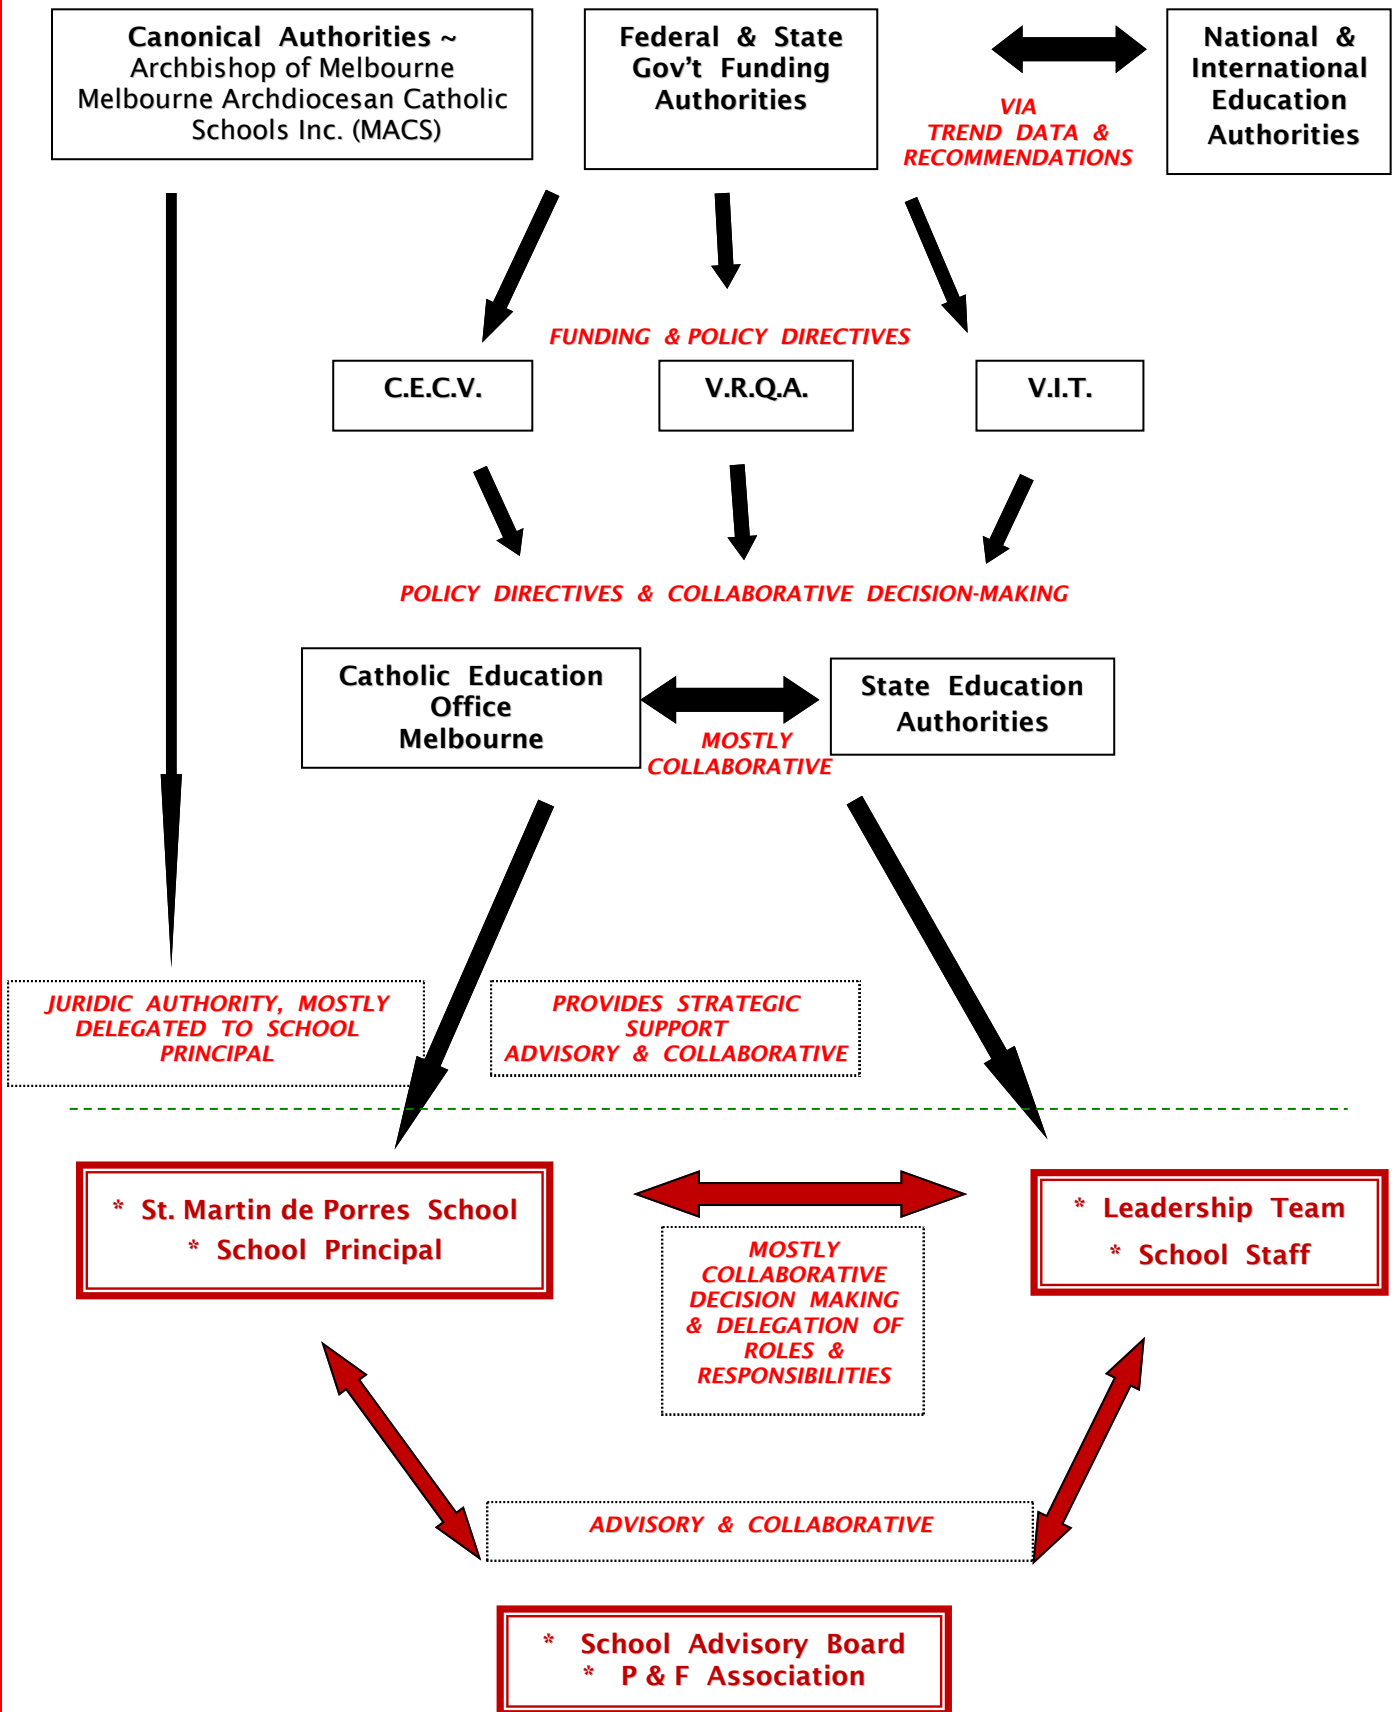 Canonical Authorities ~
Archbishop of Melbourne
Melbourne Archdiocesan Catholic
Schools Inc. (MACS)
Federal & State
Gov't Funding
Authorities
VIA
TREND DATA &
RECOMMENDATIONS
National &
International
Education
Authorities
FUNDING & POLICY DIRECTIVES
C.E.C.V.
V.R.Q.A.
V.I.T.
POLICY DIRECTIVES & COLLABORATIVE DECISION-MAKING
Catholic Education
Office
Melbourne
MOSTLY
COLLABORATIVE
State Education
Authorities
JURIDIC AUTHORITY, MOSTLY
DELEGATED TO SCHOOL
PRINCIPAL
PROVIDES STRATEGIC
SUPPORT
ADVISORY & COLLABORATIVE
* St. Martin de Porres School
* School Principal
MOSTLY
COLLABORATIVE
DECISION MAKING
& DELEGATION OF
ROLES &
RESPONSIBILITIES
* Leadership Team
* School Staff
ADVISORY & COLLABORATIVE
* School Advisory Board
* P & F Association